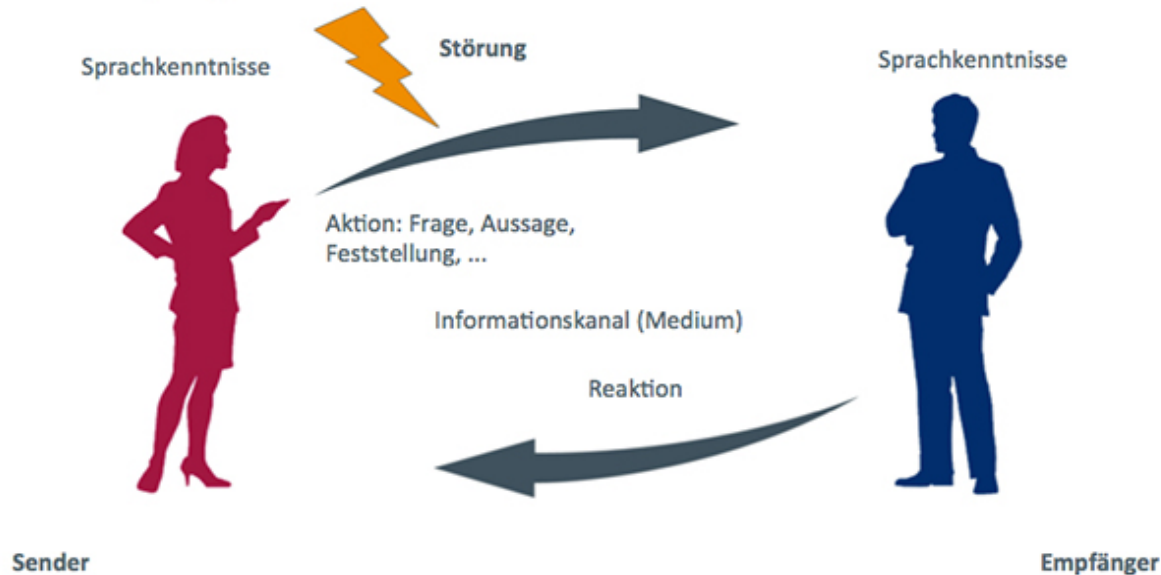 Störung
Sprachkenntnisse
Sprachkenntnisse
Aktion: Frage, Aussage,
Feststellung, ...
Informationskanal (Medium)
Reaktion
Sender
Empfänger